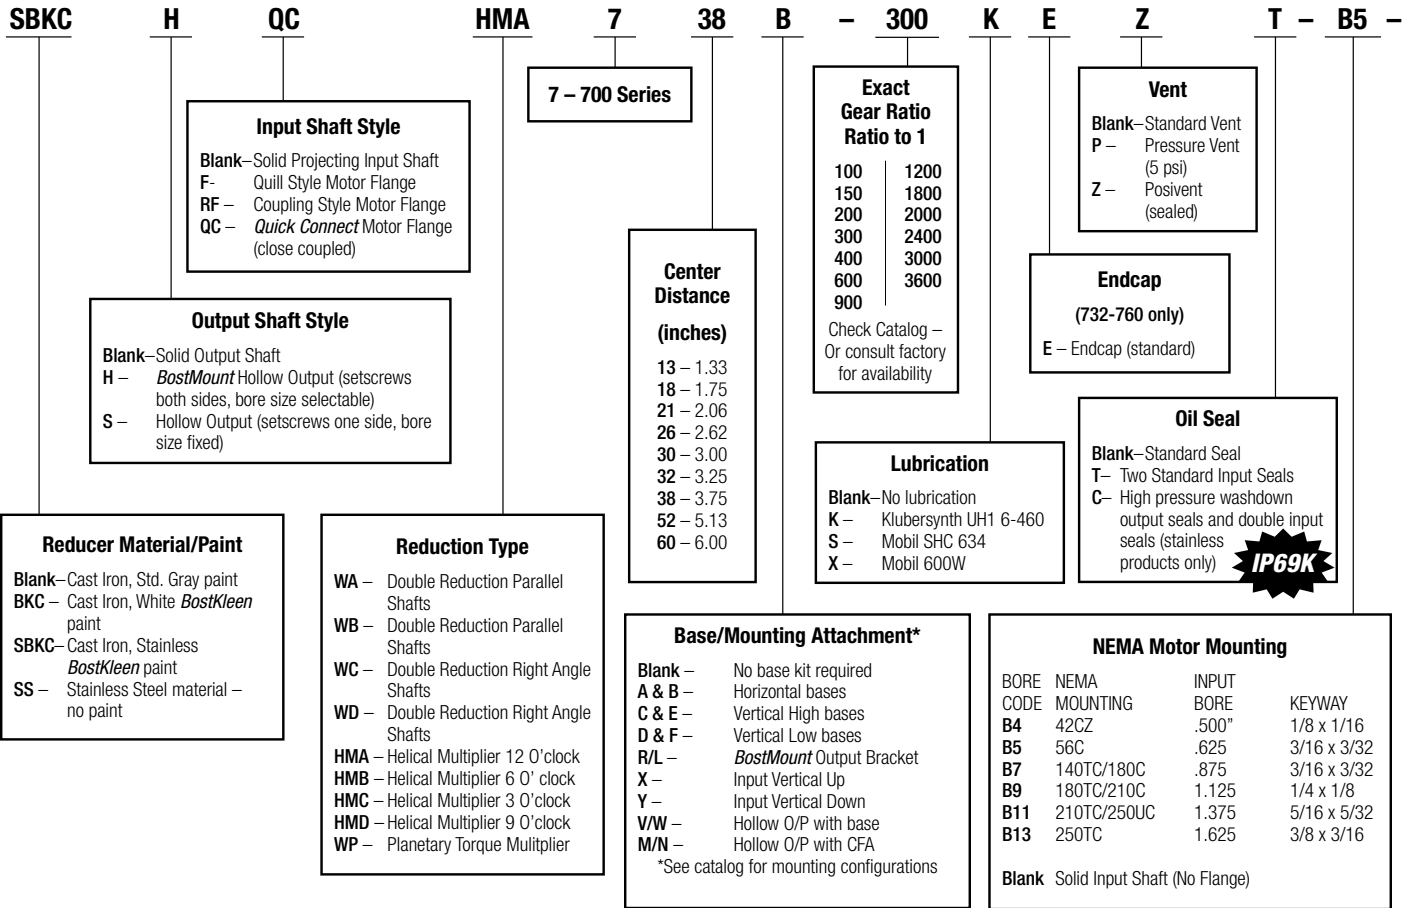 SBKC H QC HMA 7 38 B – 300 K E Z T – B5 –
7 – 700 Series
Input Shaft Style
Blank–Solid Projecting Input Shaft
F- Quill Style Motor Flange
RF – Coupling Style Motor Flange
QC – Quick Connect Motor Flange
(close coupled)
Output Shaft Style
Blank–Solid Output Shaft
H – BostMount Hollow Output (setscrews
both sides, bore size selectable)
S – Hollow Output (setscrews one side, bore
size fixed)
Reducer Material/Paint
Blank–Cast Iron, Std. Gray paint
BKC – Cast Iron, White BostKleen
paint
SBKC–Cast Iron, Stainless
BostKleen paint
SS – Stainless Steel material –
no paint
Reduction Type
WA – Double Reduction Parallel
Shafts
WB – Double Reduction Parallel
Shafts
WC – Double Reduction Right Angle
Shafts
WD – Double Reduction Right Angle
Shafts
HMA – Helical Multiplier 12 O'clock
HMB – Helical Multiplier 6 O' clock
HMC – Helical Multiplier 3 O'clock
HMD – Helical Multiplier 9 O'clock
WP – Planetary Torque Mulitplier
Center
Distance
(inches)
13 – 1.33
18 – 1.75
21 – 2.06
26 – 2.62
30 – 3.00
32 – 3.25
38 – 3.75
52 – 5.13
60 – 6.00
Base/Mounting Attachment*
Blank – No base kit required
A & B – Horizontal bases
C & E – Vertical High bases
D & F – Vertical Low bases
R/L – BostMount Output Bracket
X – Input Vertical Up
Y – Input Vertical Down
V/W – Hollow O/P with base
M/N – Hollow O/P with CFA
*See catalog for mounting configurations
Exact
Gear Ratio
Ratio to 1
100 1200
150 1800
200 2000
300 2400
400 3000
600 3600
900
Check Catalog –
Or consult factory
for availability
Lubrication
Blank–No lubrication
K – Klubersynth UH1 6-460
S – Mobil SHC 634
X – Mobil 600W
Vent
Blank–Standard Vent
P – Pressure Vent
(5 psi)
Z – Posivent
(sealed)
Endcap
(732-760 only)
E – Endcap (standard)
Oil Seal
Blank–Standard Seal
T– Two Standard Input Seals
C– High pressure washdown
output seals and double input
seals (stainless
products only)
IP69K
NEMA Motor Mounting
BORE NEMA INPUT
CODE MOUNTING BORE KEYWAY
B4 42CZ .500" 1/8 x 1/16
B5 56C .625 3/16 x 3/32
B7 140TC/180C .875 3/16 x 3/32
B9 180TC/210C 1.125 1/4 x 1/8
B11 210TC/250UC 1.375 5/16 x 5/32
B13 250TC 1.625 3/8 x 3/16
Blank Solid Input Shaft (No Flange)